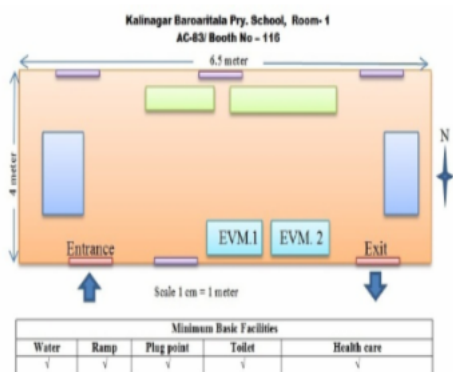 Kalinagar Baroaritala Pry. School, Room- 1
AC-83/ Booth No – 116
6.5 meter
4 meter
N
EVM.1 EVM. 2
Entrance Exit
Scale 1 cm = 1 meter
Minimum Basic Facilities
Water Ramp Plug point Toilet Health care
√ √ √ √ √